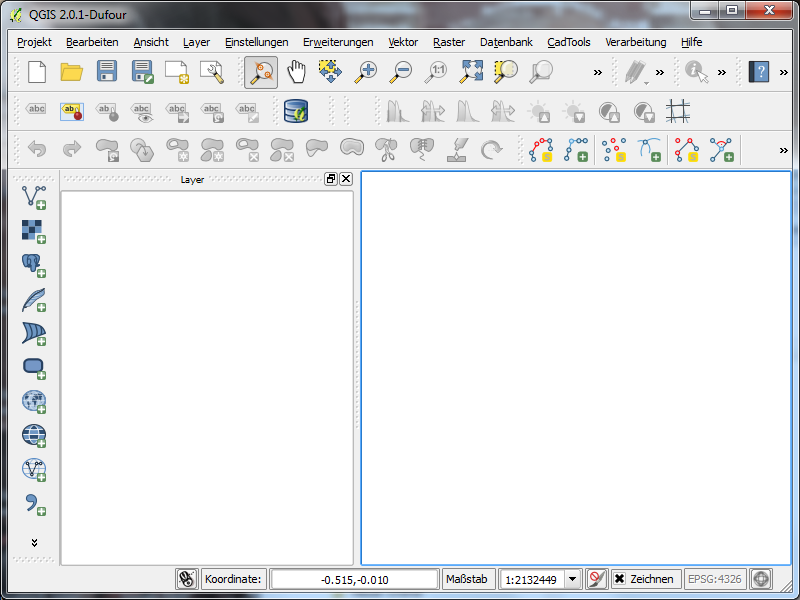 QGIS 2.0.1-Dufour
Projekt Bearbeiten Ansicht Layer Einstellungen Erweiterungen Vektor Raster Datenbank CadTools Verarbeitung Hilfe
1:1
?
abc ab abc abc abc abc abc
Layer
Koordinate: -0.515,-0.010 Maßstab 1:2132449 Zeichnen EPSG:4326